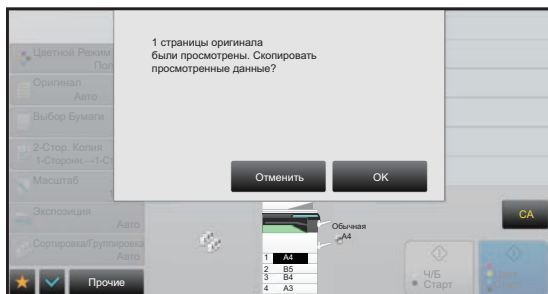 1 страницы оригинала
были просмотрены. Скопировать
просмотренные данные?
Отменить
OK
Цветной Режим
Оригинал
Авто
Выбор Бумаги
2-Стор. Копия
Масштаб
Экспозиция
Авто
Сортировка/Группировка
Авто
Прочие
Обычная
A4
1 A4
2 B5
3 B4
4 A3
CA
Ч/Б
Старт
Старт